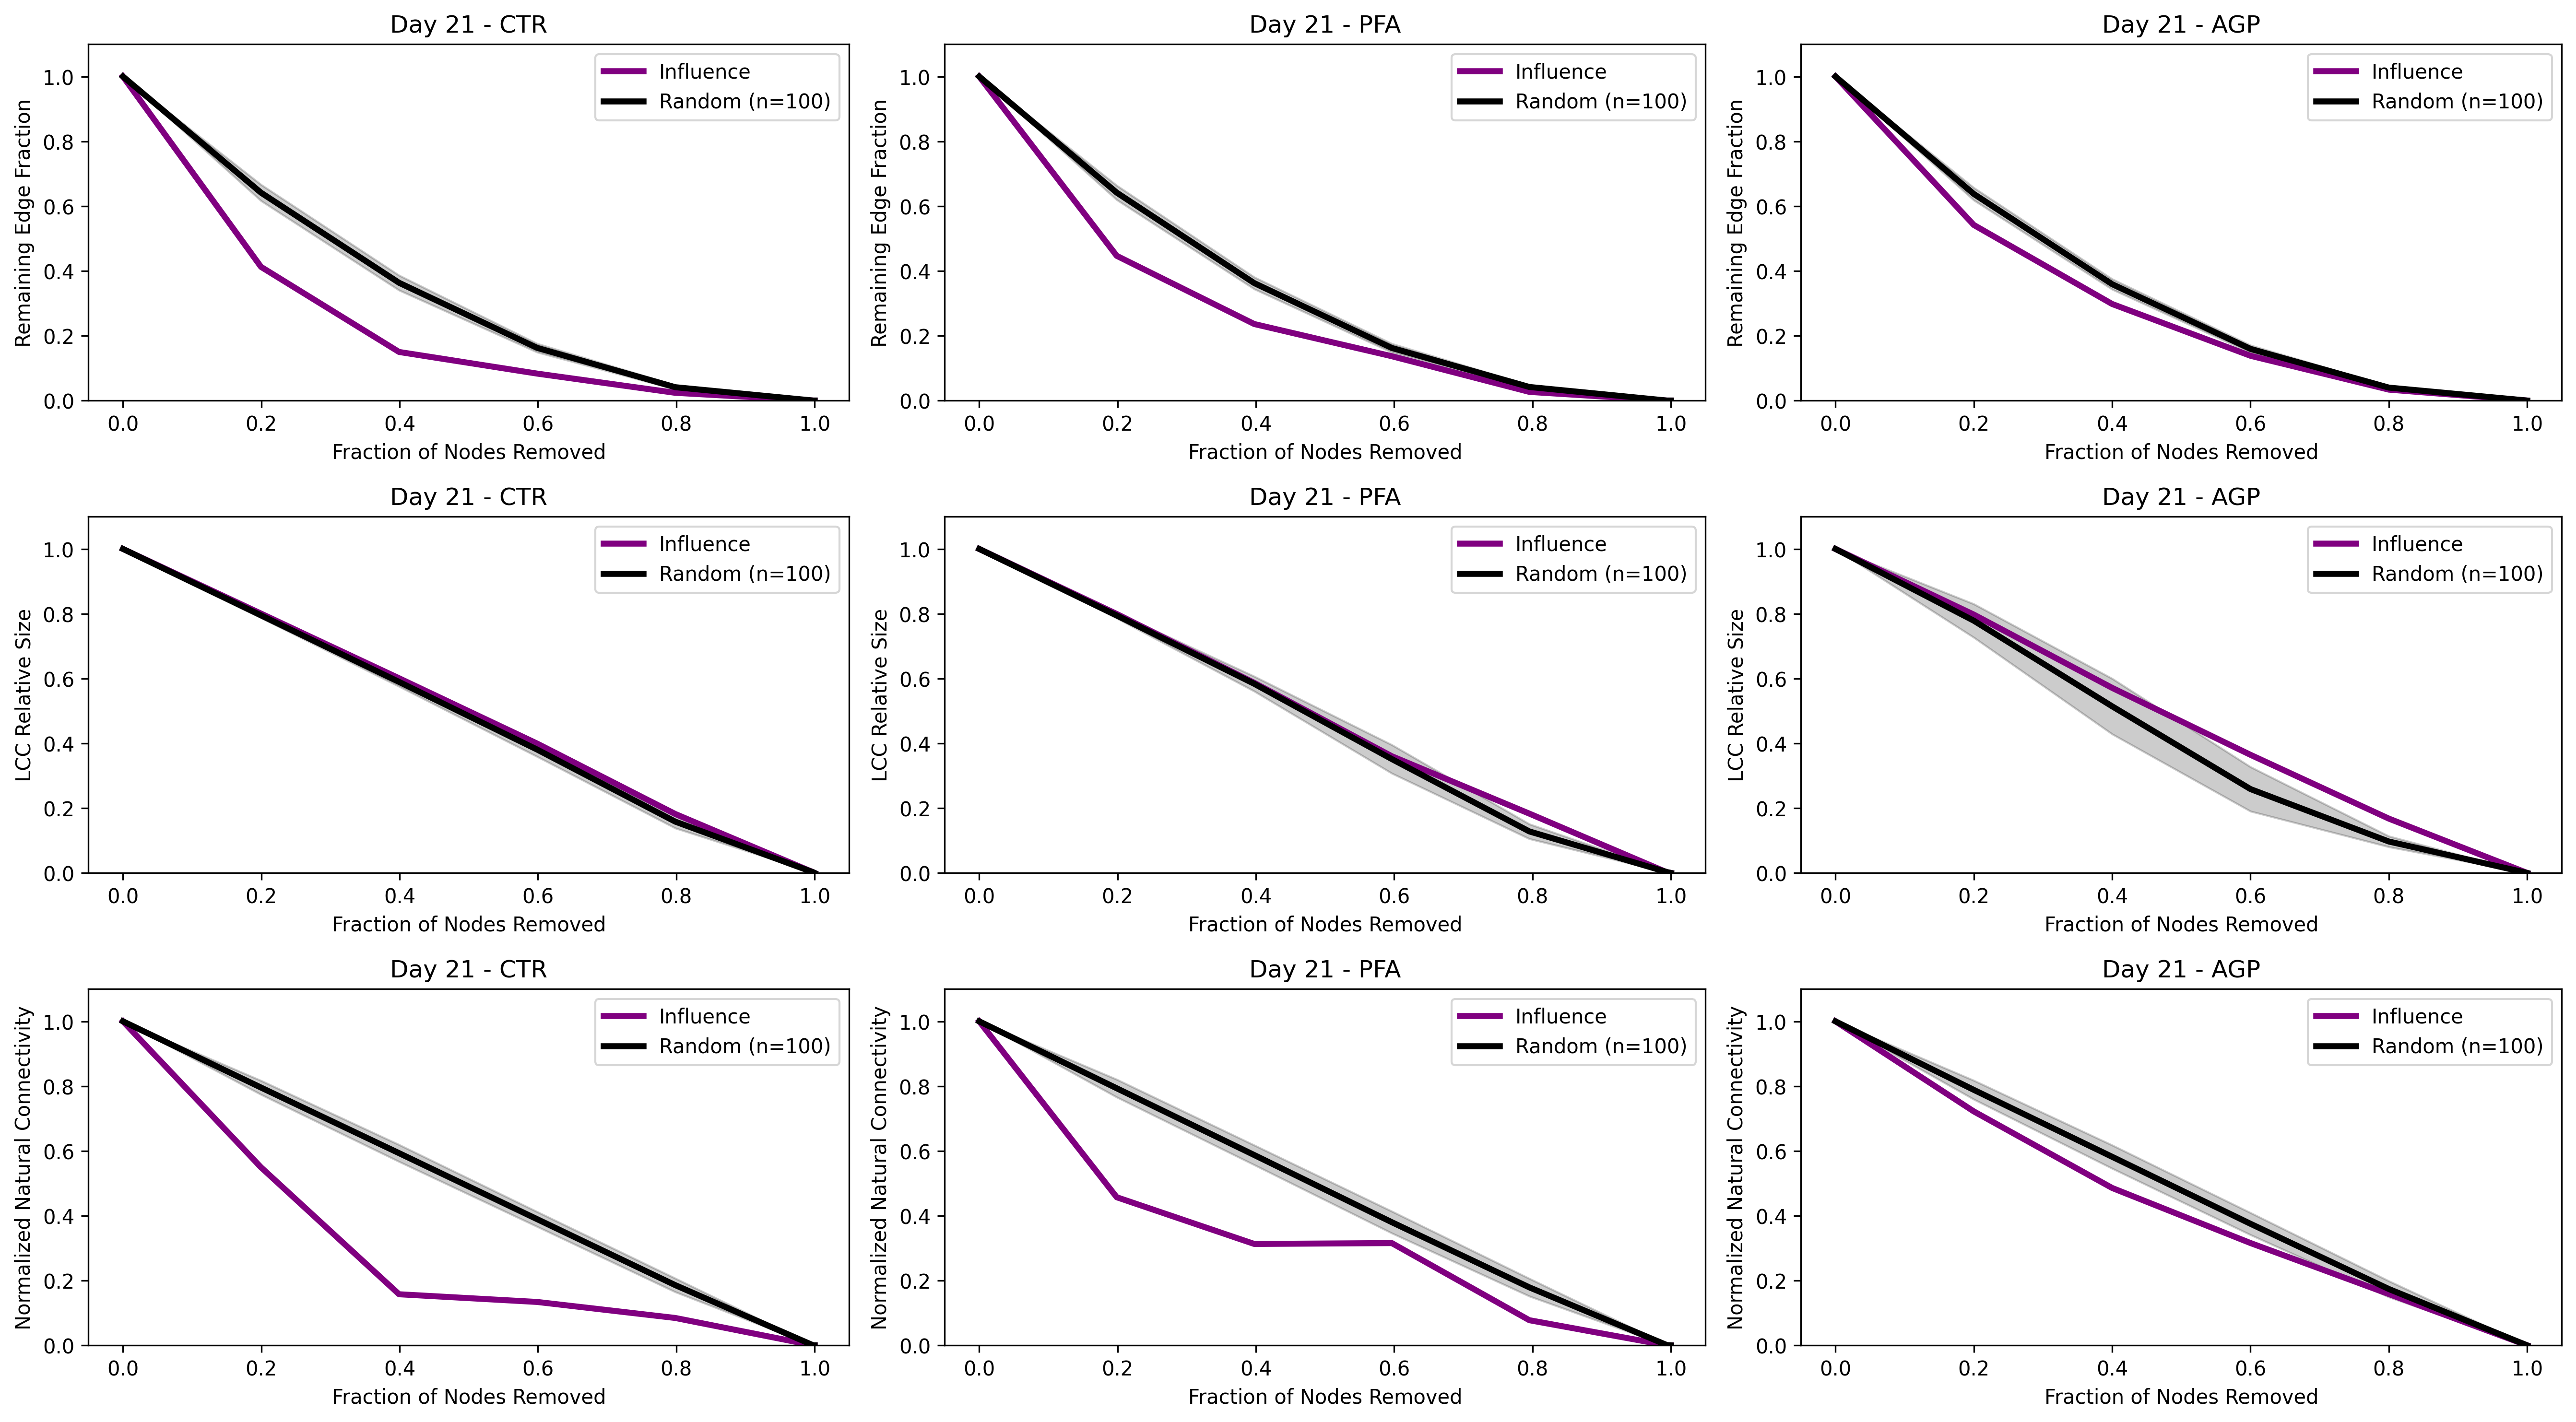 Day 21 - CTR
Remaining Edge Fraction
1.0
0.8
0.6
0.4
0.2
0.0
Influence
Random (n=100)
0.0 0.2 0.4 0.6 0.8 1.0
Fraction of Nodes Removed
Day 21 - PFA
Remaining Edge Fraction
1.0
0.8
0.6
0.4
0.2
0.0
Influence
Random (n=100)
0.0 0.2 0.4 0.6 0.8 1.0
Fraction of Nodes Removed
Day 21 - AGP
Remaining Edge Fraction
1.0
0.8
0.6
0.4
0.2
0.0
Influence
Random (n=100)
0.0 0.2 0.4 0.6 0.8 1.0
Fraction of Nodes Removed
Day 21 - CTR
LCC Relative Size
1.0
0.8
0.6
0.4
0.2
0.0
Influence
Random (n=100)
0.0 0.2 0.4 0.6 0.8 1.0
Fraction of Nodes Removed
Day 21 - PFA
LCC Relative Size
1.0
0.8
0.6
0.4
0.2
0.0
Influence
Random (n=100)
0.0 0.2 0.4 0.6 0.8 1.0
Fraction of Nodes Removed
Day 21 - AGP
LCC Relative Size
1.0
0.8
0.6
0.4
0.2
0.0
Influence
Random (n=100)
0.0 0.2 0.4 0.6 0.8 1.0
Fraction of Nodes Removed
Day 21 - CTR
Normalized Natural Connectivity
1.0
0.8
0.6
0.4
0.2
0.0
Influence
Random (n=100)
0.0 0.2 0.4 0.6 0.8 1.0
Fraction of Nodes Removed
Day 21 - PFA
Normalized Natural Connectivity
1.0
0.8
0.6
0.4
0.2
0.0
Influence
Random (n=100)
0.0 0.2 0.4 0.6 0.8 1.0
Fraction of Nodes Removed
Day 21 - AGP
Normalized Natural Connectivity
1.0
0.8
0.6
0.4
0.2
0.0
Influence
Random (n=100)
0.0 0.2 0.4 0.6 0.8 1.0
Fraction of Nodes Removed